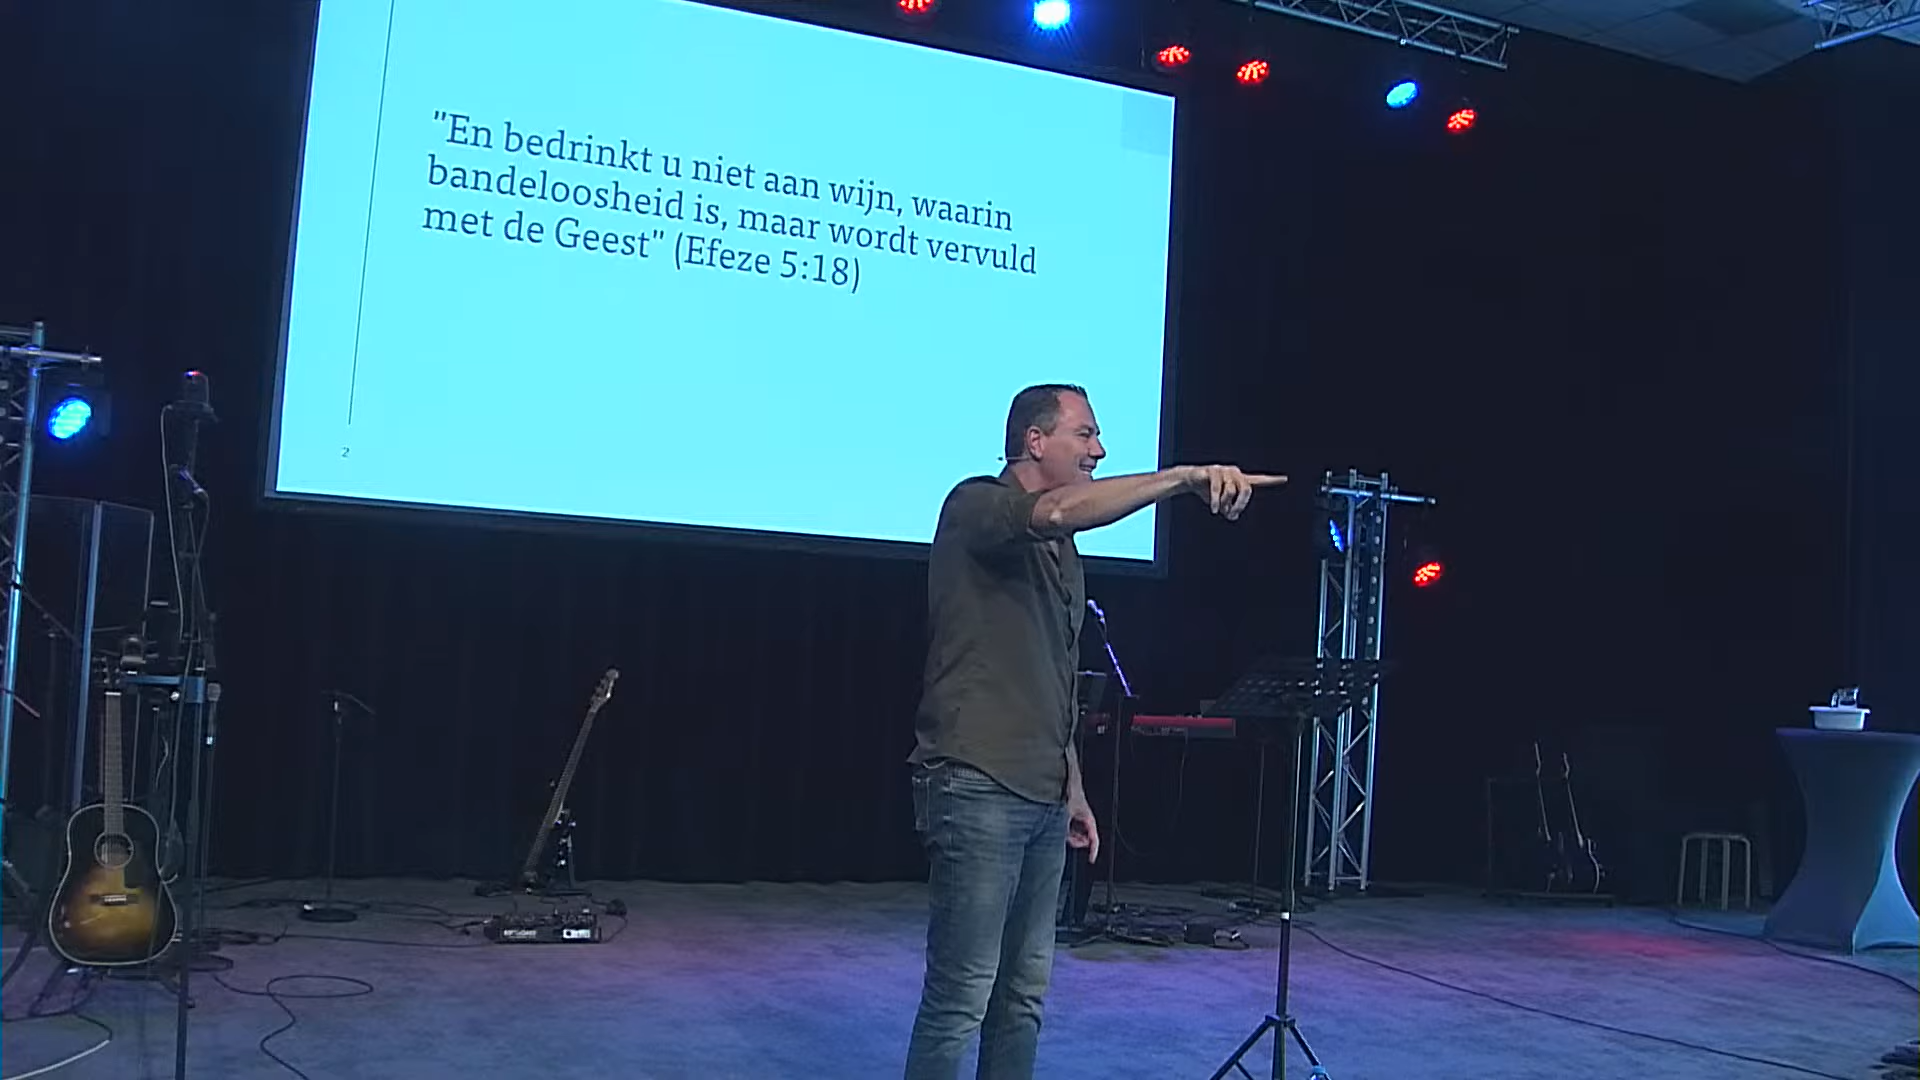 "En bedrinkt u niet aan wijn, waarin
bandeloosheid is, maar wordt vervuld
met de Geest" (Efeze 5:18)
2